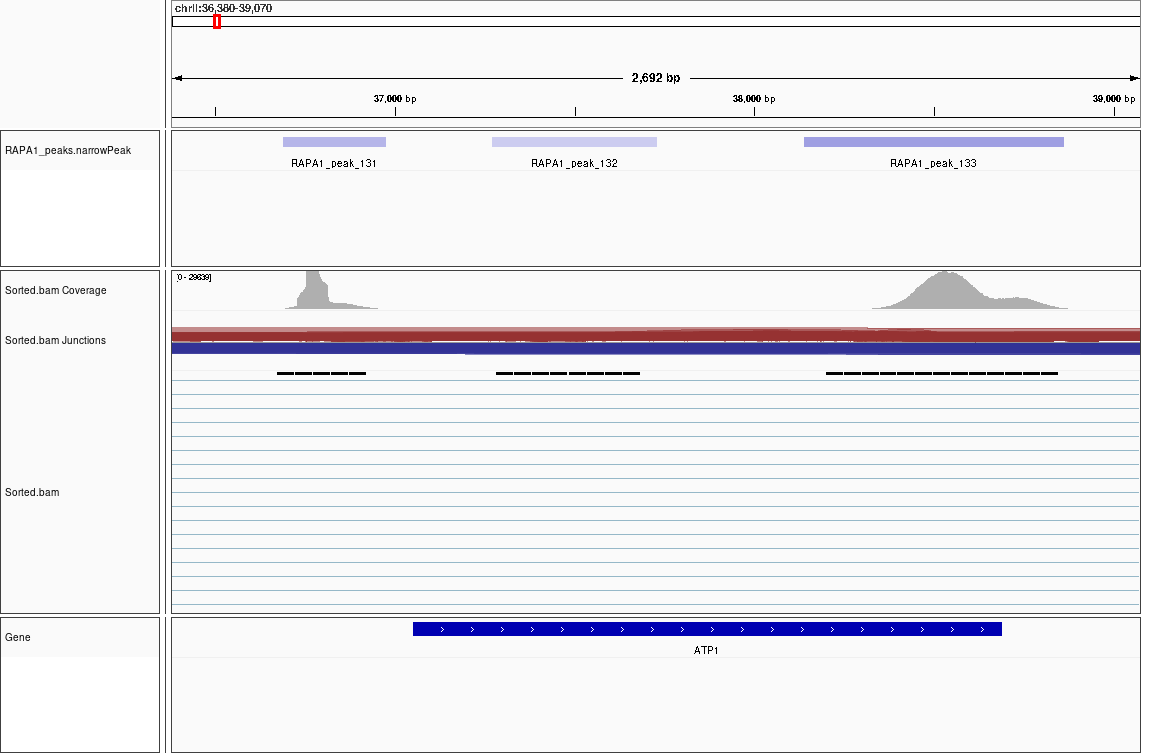 chrII:36,380-39,070
2,692 bp
37,000 bp
38,000 bp
39,000 bp
RAPA1_peaks.narrowPeak
RAPA1_peak_131
RAPA1_peak_132
RAPA1_peak_133
Sorted.bam Coverage
[0 - 29639]
Sorted.bam Junctions
Sorted.bam
Gene
ATP1